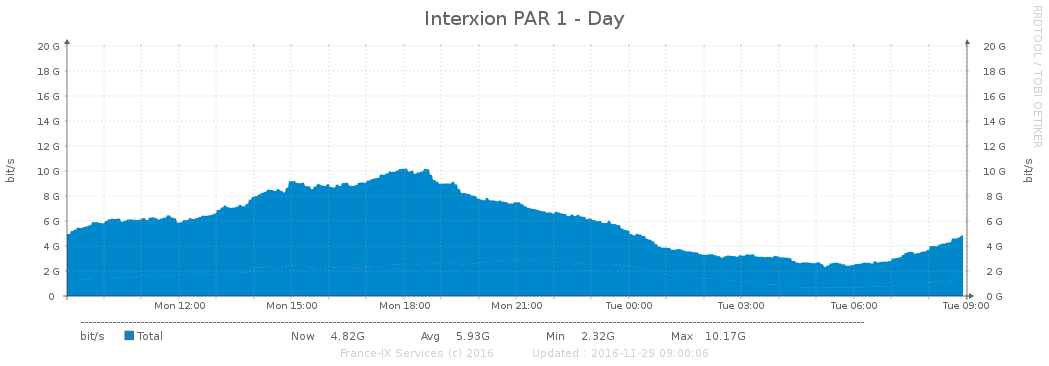 Interxion PAR 1 - Day
RRDTOOL / TOBI OETIKER
20 G 20 G
18 G 18 G
16 G 16 G
14 G 14 G
12 G 12 G
10 G 10 G
8 G 8 G
6 G 6 G
4 G 4 G
2 G 2 G
0 0 G
bit/s bit/s
Mon 12:00 Mon 15:00 Mon 18:00 Mon 21:00 Tue 00:00 Tue 03:00 Tue 06:00 Tue 09:00
bit/s Total Now 4.82G Avg 5.93G Min 2.32G Max 10.17G
France-IX Services (c) 2016 Updated : 2016-11-29 09:00:06